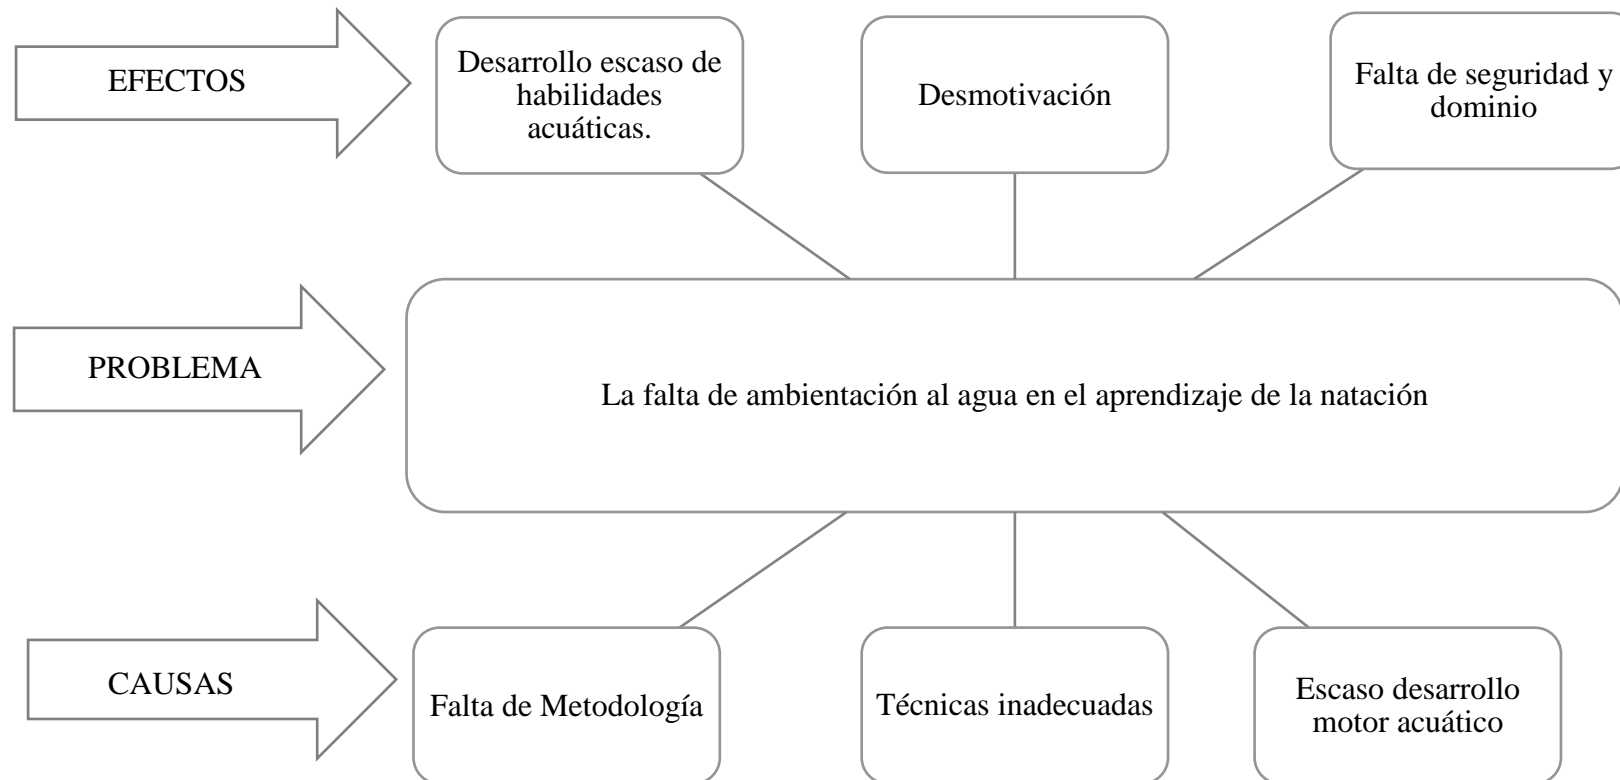 EFECTOS
Desarrollo escaso de
habilidades
acuáticas.
Desmotivación
Falta de seguridad y
dominio
PROBLEMA
La falta de ambientación al agua en el aprendizaje de la natación
CAUSAS
Falta de Metodología
Técnicas inadecuadas
Escaso desarrollo
motor acuático